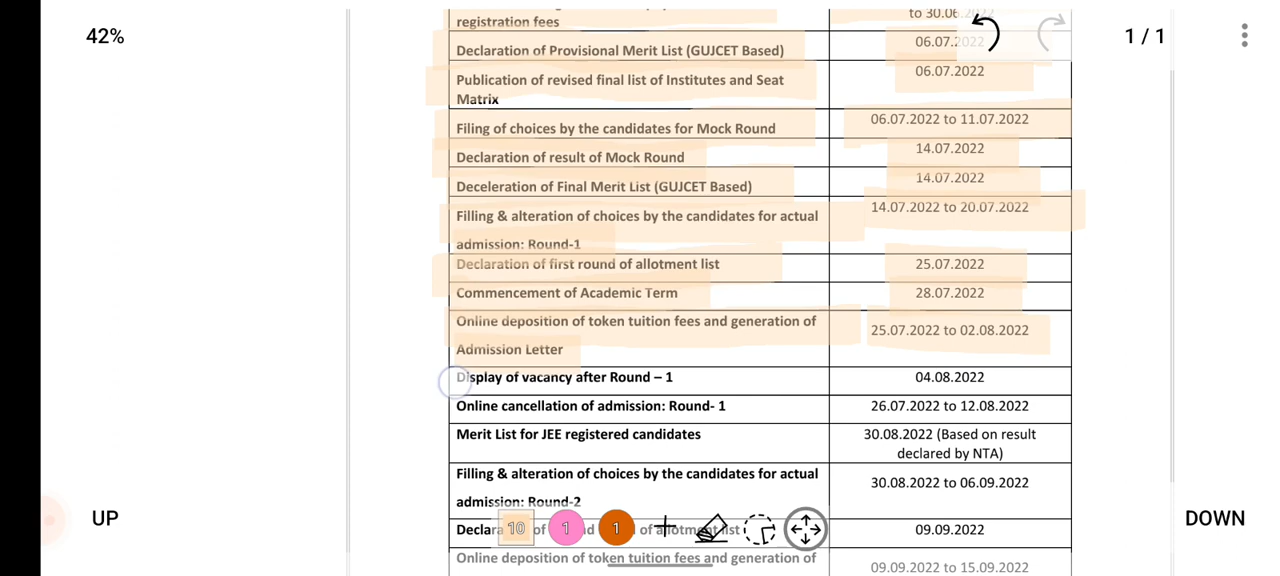 42%
1 / 1
registration fees
to 30.06.2022
Declaration of Provisional Merit List (GUJCET Based)
06.07.2022
Publication of revised final list of Institutes and Seat
Matrix
06.07.2022
Filing of choices by the candidates for Mock Round
06.07.2022 to 11.07.2022
Declaration of result of Mock Round
14.07.2022
Deceleration of Final Merit List (GUJCET Based)
14.07.2022
Filling & alteration of choices by the candidates for actual
admission: Round-1
14.07.2022 to 20.07.2022
Declaration of first round of allotment list
25.07.2022
Commencement of Academic Term
28.07.2022
Online deposition of token tuition fees and generation of
Admission Letter
25.07.2022 to 02.08.2022
Display of vacancy after Round – 1
04.08.2022
Online cancellation of admission: Round- 1
26.07.2022 to 12.08.2022
Merit List for JEE registered candidates
30.08.2022 (Based on result
declared by NTA)
Filling & alteration of choices by the candidates for actual
admission: Round-2
30.08.2022 to 06.09.2022
of allotment list
09.09.2022
Online deposition of token tuition fees and generation of
09.09.2022 to 15.09.2022
10
1
1
UP
DOWN